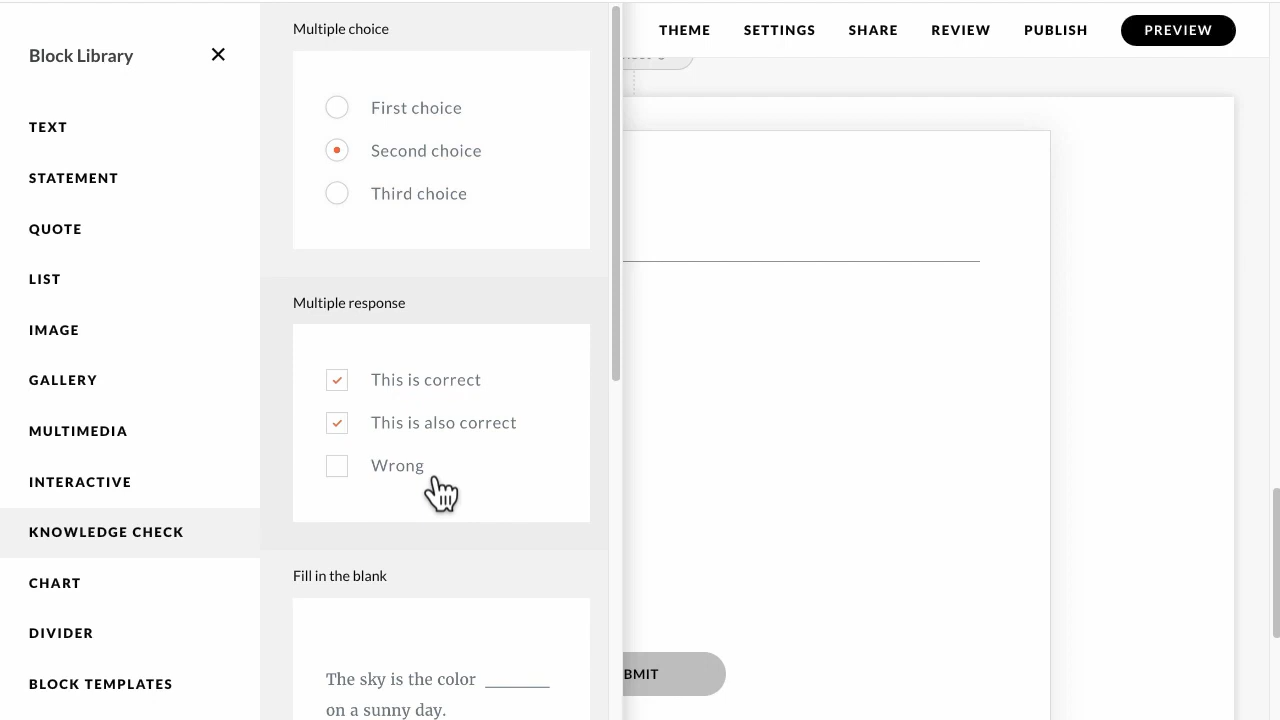 Block Library
TEXT
STATEMENT
QUOTE
LIST
IMAGE
GALLERY
MULTIMEDIA
INTERACTIVE
KNOWLEDGE CHECK
CHART
DIVIDER
BLOCK TEMPLATES
Multiple choice
First choice
Second choice
Third choice
Multiple response
This is correct
This is also correct
Wrong
Fill in the blank
The sky is the color ______
on a sunny day.
THEME SETTINGS SHARE REVIEW PUBLISH PREVIEW
BMIT